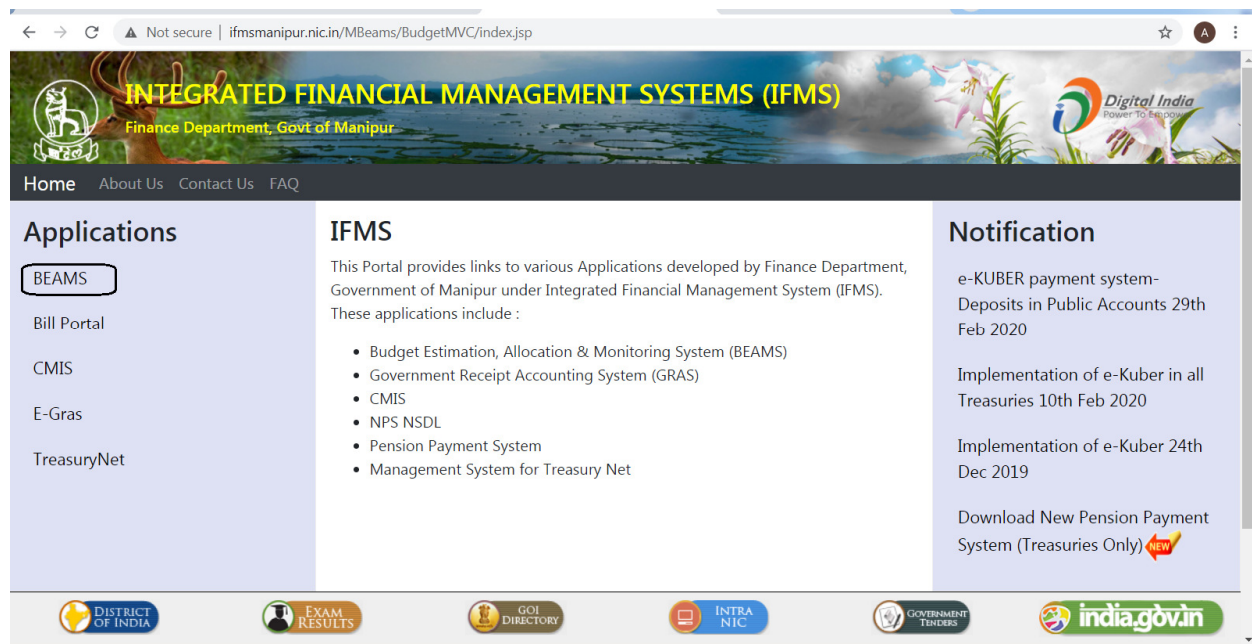 Not secure | ifmsmanipur.nic.in/MBeams/BudgetMVC/index.jsp
A
INTEGRATED FINANCIAL MANAGEMENT SYSTEMS (IFMS)
Finance Department, Govt of Manipur
Digital India
Power To Empower
Home About Us Contact Us FAQ
Applications
BEAMS
Bill Portal
CMIS
E-Gras
TreasuryNet
IFMS
This Portal provides links to various Applications developed by Finance Department,
Government of Manipur under Integrated Financial Management System (IFMS).
These applications include :
• Budget Estimation, Allocation & Monitoring System (BEAMS)
• Government Receipt Accounting System (GRAS)
• CMIS
• NPS NSDL
• Pension Payment System
• Management System for Treasury Net
Notification
e-KUBER payment system-
Deposits in Public Accounts 29th
Feb 2020
Implementation of e-Kuber in all
Treasuries 10th Feb 2020
Implementation of e-Kuber 24th
Dec 2019
Download New Pension Payment
System (Treasuries Only) NEW
DISTRICT
OF INDIA
EXAM
RESULTS
GOI
DIRECTORY
INTRA
NIC
GOVERNMENT
TENDERS
india.gov.in